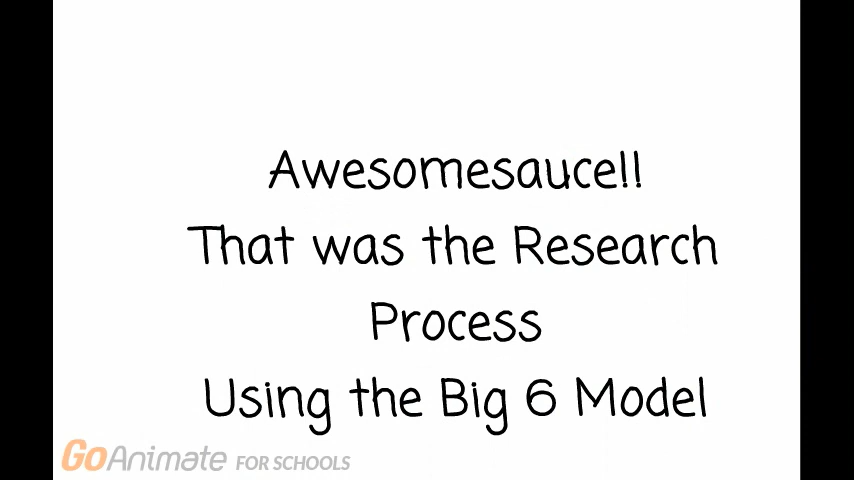 Awesomesauce!!
That was the Research
Process
Using the Big 6 Model
GoAnimate FOR SCHOOLS